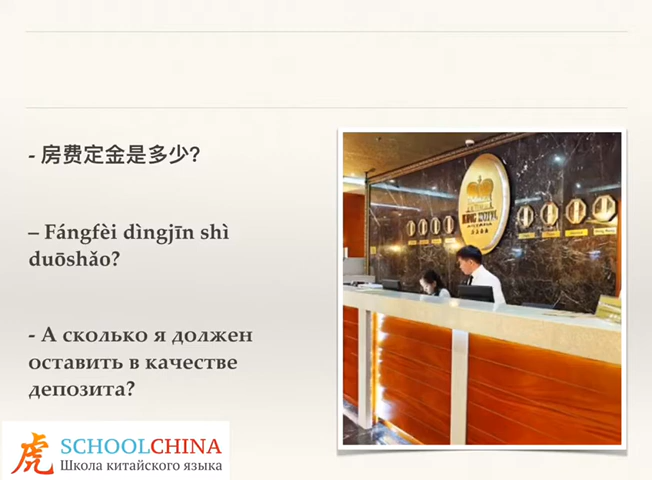 - 房费定金是多少?
– Fángfèi dìngjīn shì
duōshǎo?
- А сколько я должен
оставить в качестве
депозита?
虎 SCHOOLCHINA
Школа китайского языка